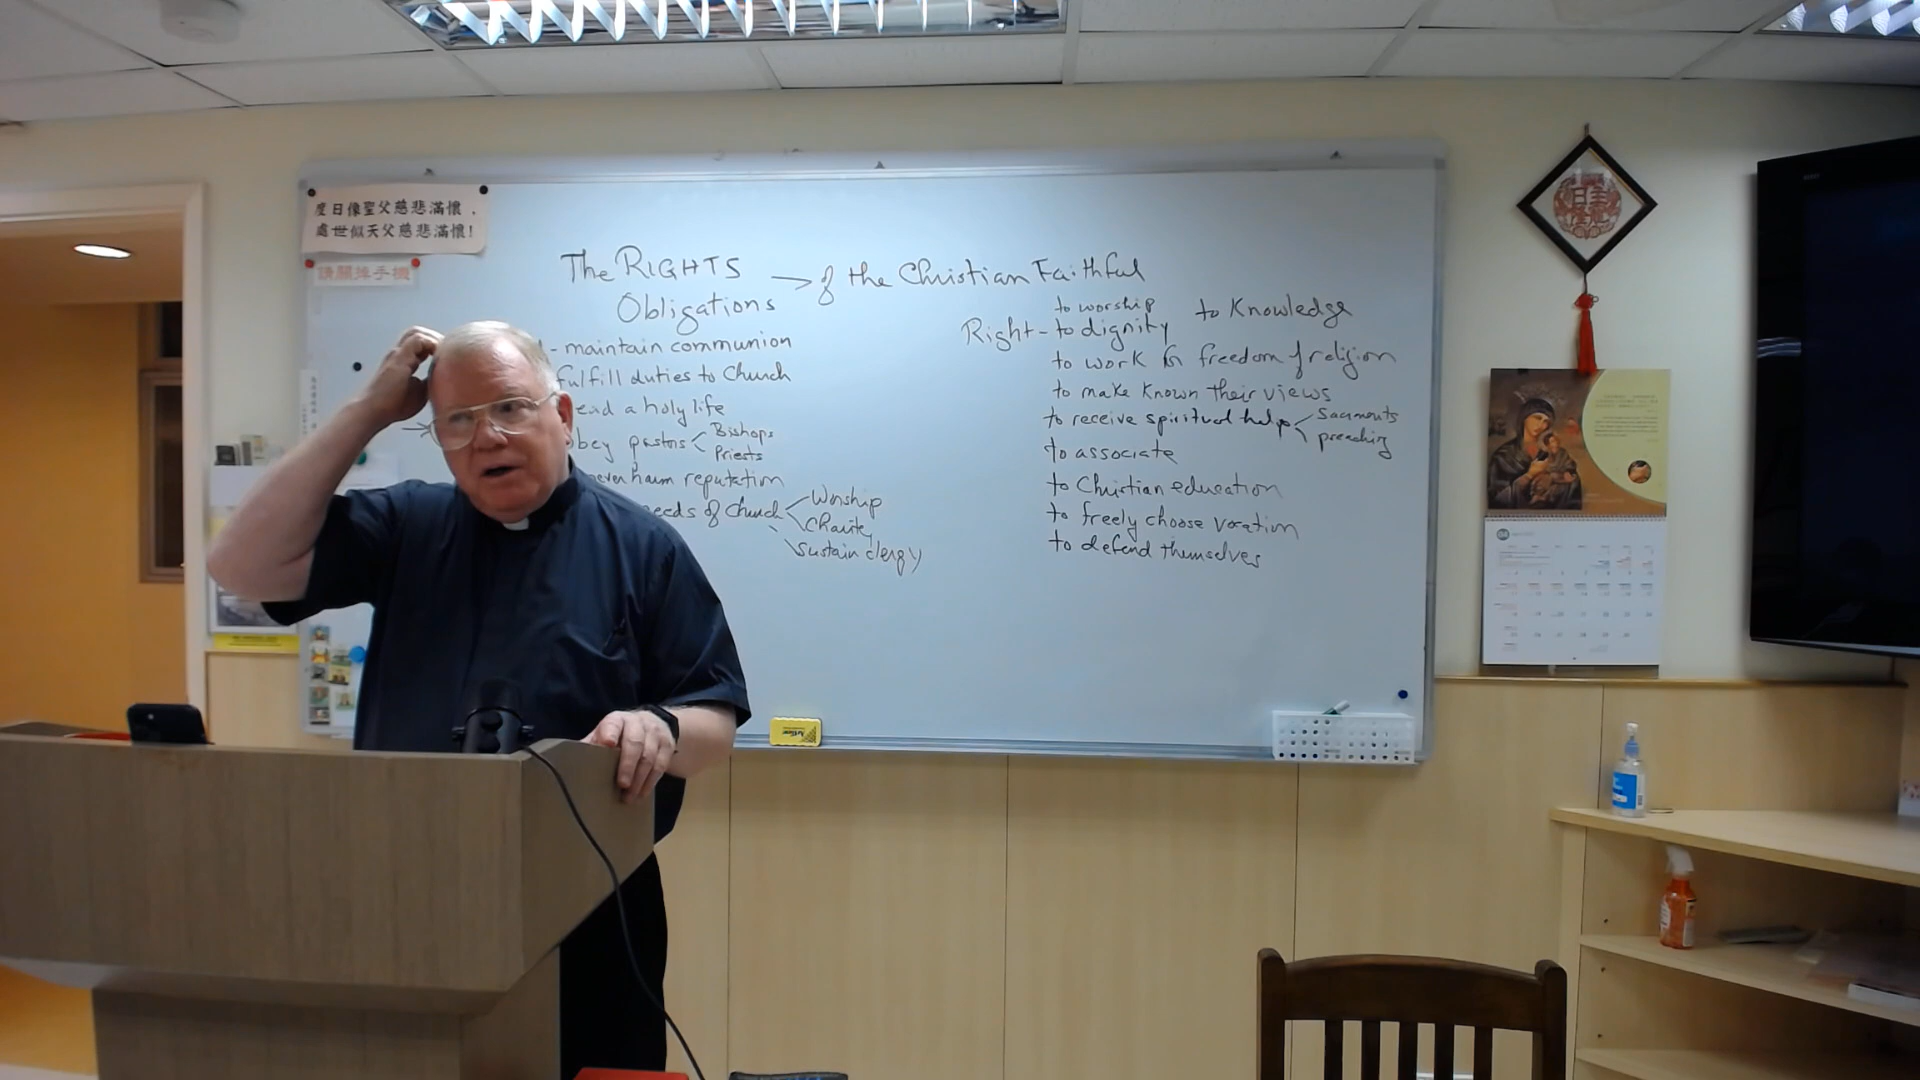 度日像聖父慈悲滿懷，
處世似天父慈悲滿懷!
請關掉手機
The RIGHTS → of the Christian Faithful
Obligations
- maintain communion
fulfill duties to Church
lead a holy life
obey pastors < Bishops
Priests
never harm reputation
needs of Church Worship
Charity
Sustain clergy
to worship to Knowledge
Right - to dignity
to work for freedom of religion
to make known their views
to receive spiritual help < Sacraments
preaching
to associate
to Christian education
to freely choose vocation
to defend themselves